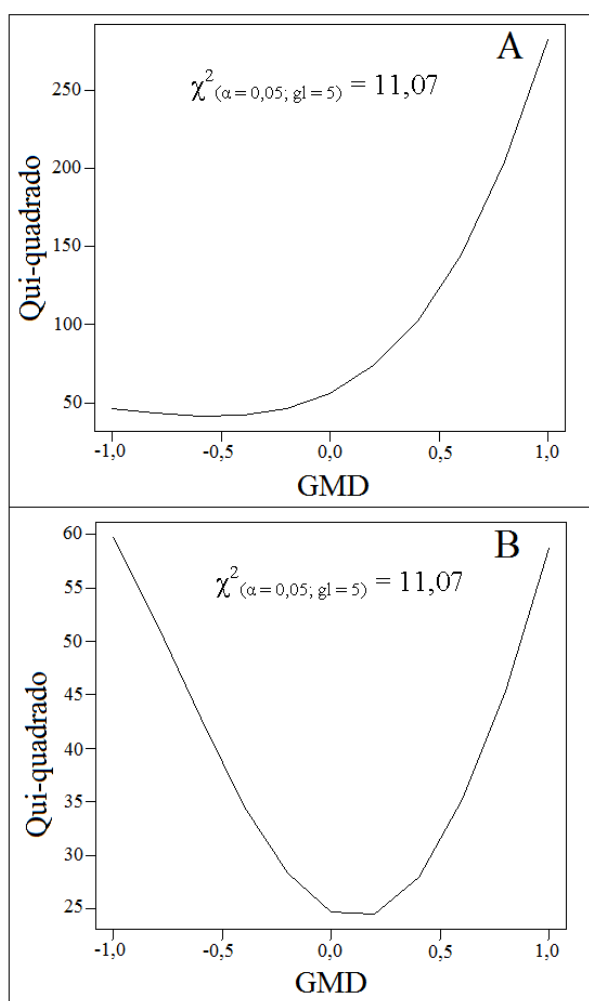 A
χ²(α = 0,05; gl = 5) = 11,07
Qui-quadrado
250
200
150
100
50
-1,0 -0,5 0,0 0,5 1,0
GMD
B
χ²(α = 0,05; gl = 5) = 11,07
Qui-quadrado
60
55
50
45
40
35
30
25
-1,0 -0,5 0,0 0,5 1,0
GMD